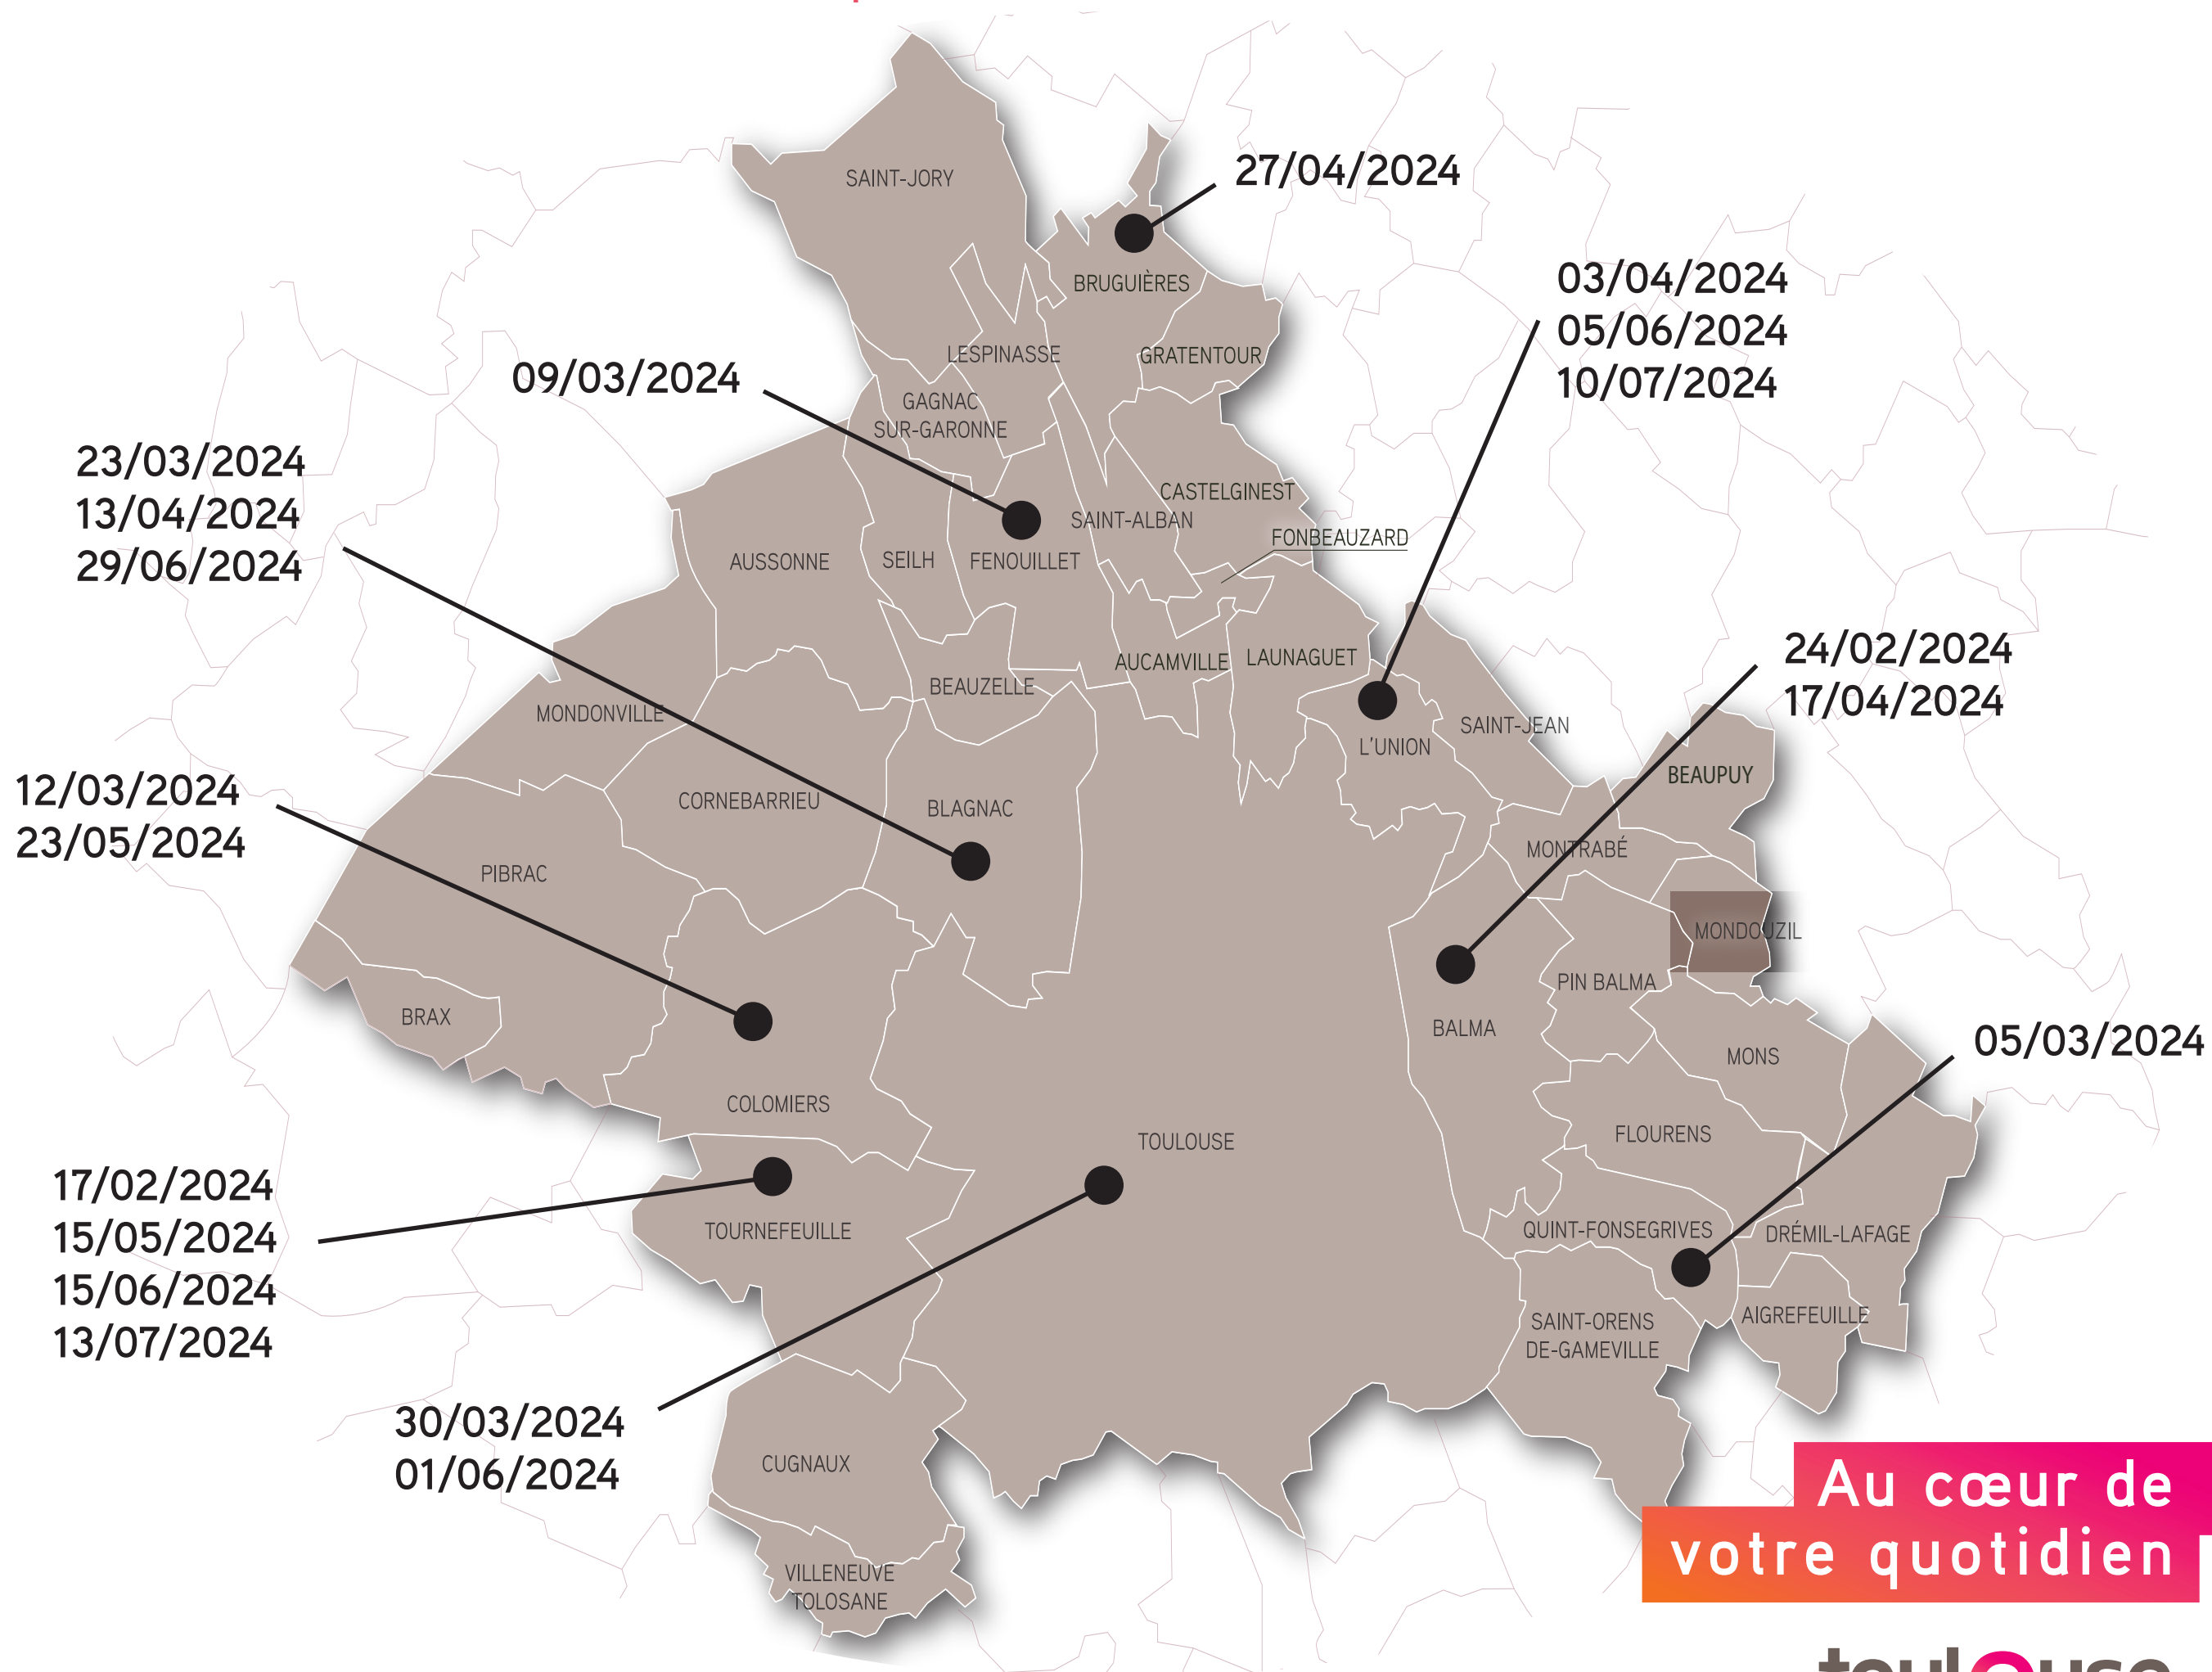 27/04/2024
SAINT-JORY
03/04/2024
05/06/2024
10/07/2024
BRUGUIÈRES
LESPINASSE
GRATENTOUR
09/03/2024
GAGNAC
SUR-GARONNE
23/03/2024
13/04/2024
29/06/2024
CASTELGINEST
SAINT-ALBAN
FONBEAUZARD
AUSSONNE
SEILH
FENOUILLET
24/02/2024
17/04/2024
AUCAMVILLE
LAUNAGUET
BEAUZELLE
MONDONVILLE
SAINT-JEAN
L'UNION
BEAUPUY
12/03/2024
23/05/2024
CORNEBARRIEU
BLAGNAC
MONTRABÉ
PIBRAC
MONDOUZIL
PIN BALMA
BRAX
BALMA
05/03/2024
MONS
COLOMIERS
FLOURENS
TOULOUSE
17/02/2024
15/05/2024
15/06/2024
13/07/2024
TOURNEFEUILLE
QUINT-FONSEGRIVES
DRÉMIL-LAFAGE
AIGREFEUILLE
SAINT-ORENS
DE-GAMEVILLE
30/03/2024
01/06/2024
CUGNAUX
Au cœur de
votre quotidien
VILLENEUVE
TOLOSANE
toulouse